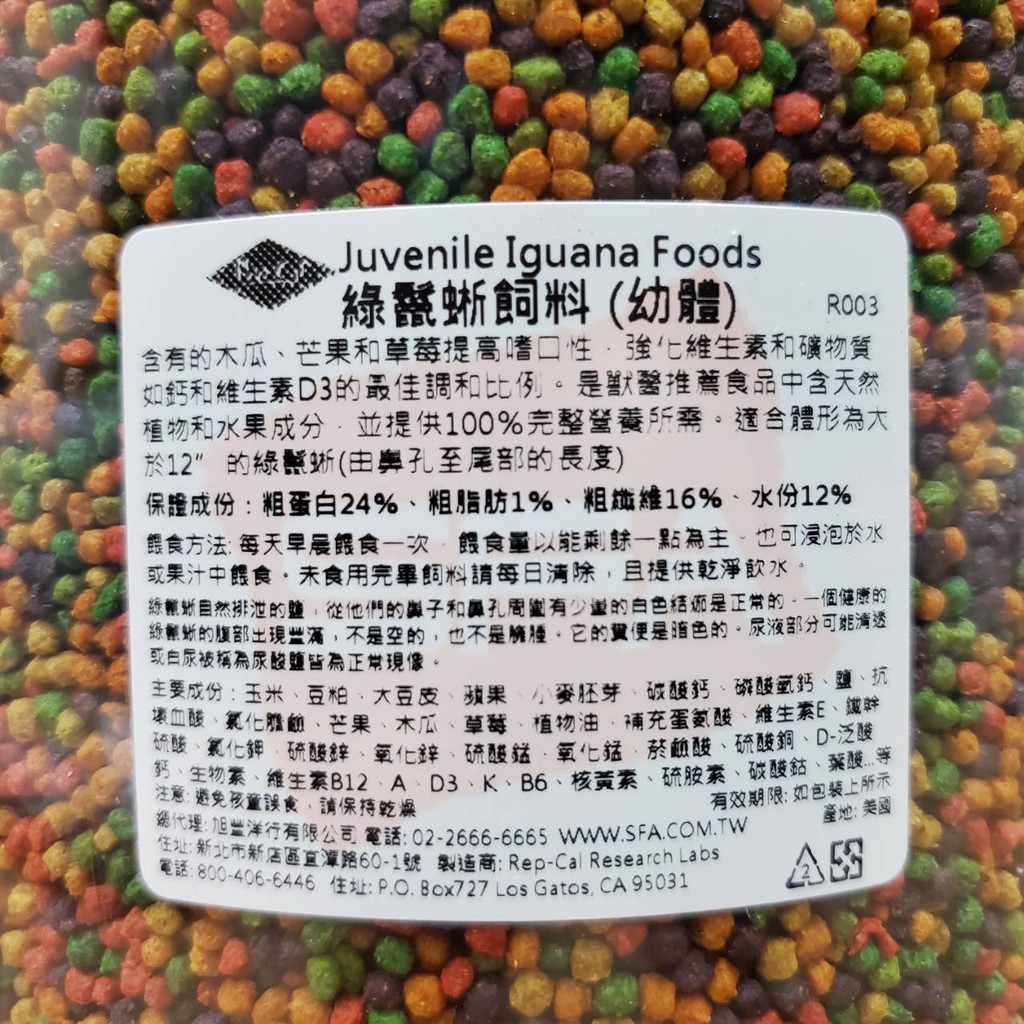 Juvenile Iguana Foods
綠鬣蜥飼料 (幼體)
R003
含有的木瓜、芒果和草莓提高嗜口性．強化維生素和礦物質
如鈣和維生素D3的最佳調和比例。是獸醫推薦食品中含天然
植物和水果成分．並提供100%完整營養所需。適合體形為大
於12” 的綠鬣蜥(由鼻孔至尾部的長度)
保證成份：粗蛋白24%、粗脂肪1%、粗纖維16%、水份12%
餵食方法: 每天早晨餵食一次．餵食量以能剩餘一點為主．也可浸泡於水
或果汁中餵食。未食用完畢飼料請每日清除，且提供乾淨飲水。
綠鬣蜥自然排泄的鹽，從他們的鼻子和鼻孔周圍有少量的白色結痂是正常的。一個健康的
綠鬣蜥的腹部出現豐滿，不是空的，也不是臃腫。它的糞便是暗色的。尿液部分可能清透
或白尿被稱為尿酸鹽皆為正常現像。
主要成份：玉米、豆粕、大豆皮、蘋果、小麥胚芽、碳酸鈣、磷酸氫鈣、鹽、抗
壞血酸、氯化膽鹼、芒果、木瓜、草莓、植物油、補充蛋氨酸、維生素E、鐵幹
硫酸、氯化鉀、硫酸鋅、氧化鋅、硫酸錳、氧化錳、菸鹼酸、硫酸銅、D-泛酸
鈣、生物素、維生素B12、A、D3、K、B6、核黃素、硫胺素、碳酸鈷、葉酸...等
注意: 避免孩童誤食，請保持乾燥
有效期限: 如包裝上所示
總代理: 旭豐洋行有限公司 電話: 02-2666-6665 WWW.SFA.COM.TW
產地: 美國
住址: 新北市新店區直潭路60-1號 製造商: Rep-Cal Research Labs
電話: 800-406-6446 住址: P.O. Box727 Los Gatos, CA 95031
2